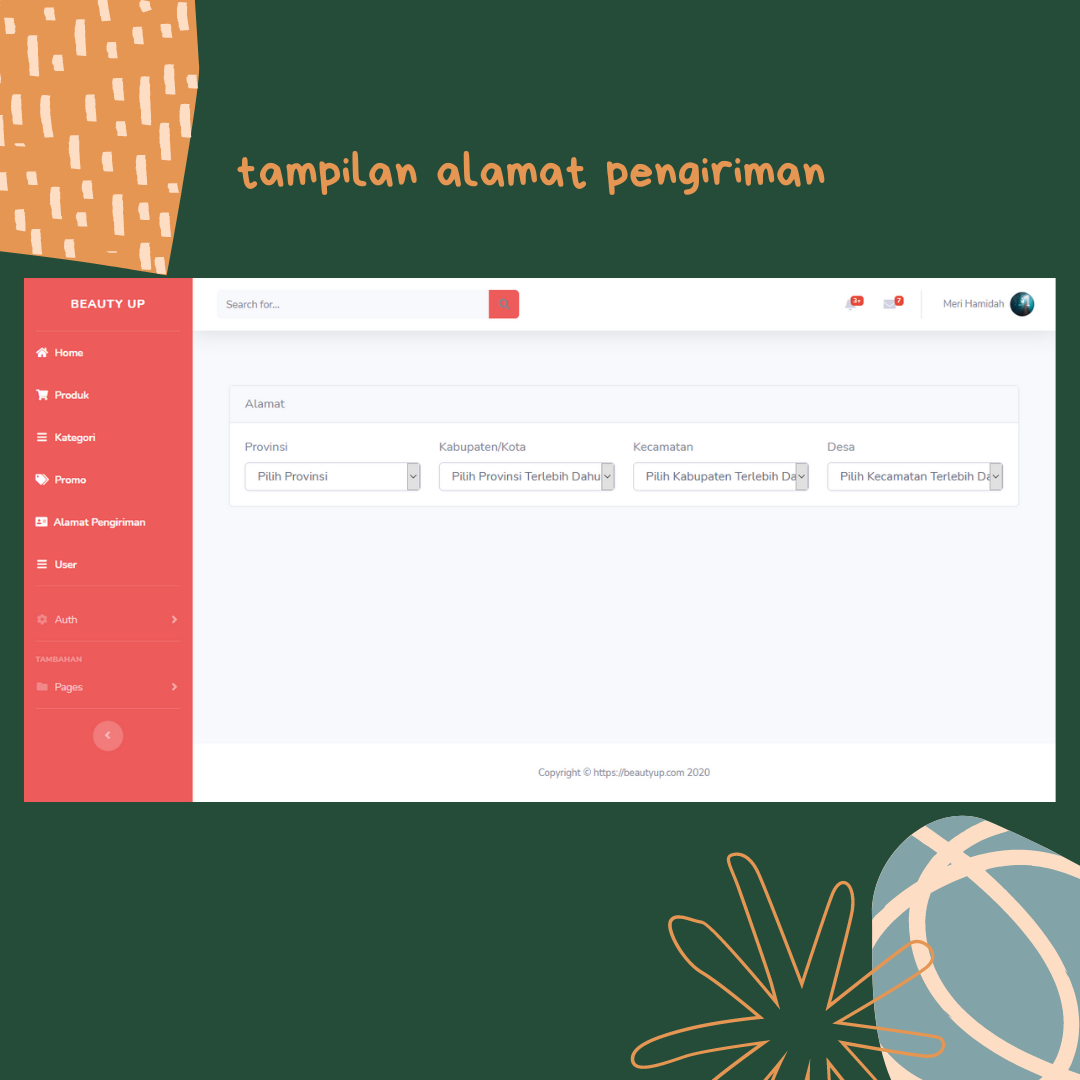 tampilan alamat pengiriman
BEAUTY UP
Search for...
3+
7
Meri Hamidah
Home
Produk
Kategori
Promo
Alamat Pengiriman
User
Auth
TAMBAHAN
Pages
Alamat
Provinsi
Kabupaten/Kota
Kecamatan
Desa
Pilih Provinsi
Pilih Provinsi Terlebih Dahu
Pilih Kabupaten Terlebih Da
Pilih Kecamatan Terlebih Da
Copyright © https://beautyup.com 2020